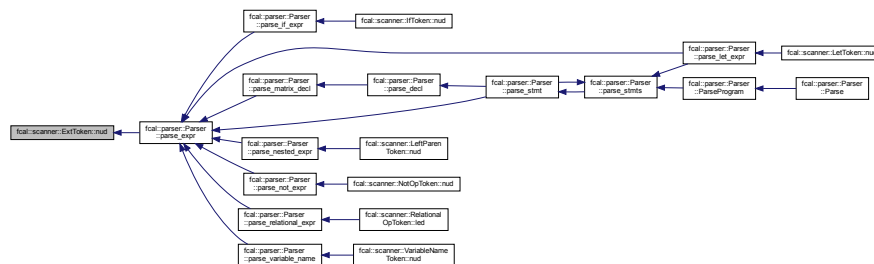 fcal::scanner::ExtToken::nud
fcal::parser::Parser
::parse_expr
fcal::parser::Parser
::parse_if_expr
fcal::scanner::IfToken::nud
fcal::parser::Parser
::parse_let_expr
fcal::scanner::LetToken::nud
fcal::parser::Parser
::parse_matrix_decl
fcal::parser::Parser
::parse_decl
fcal::parser::Parser
::parse_stmt
fcal::parser::Parser
::parse_stmts
fcal::parser::Parser
::ParseProgram
fcal::parser::Parser
::Parse
fcal::parser::Parser
::parse_nested_expr
fcal::scanner::LeftParen
Token::nud
fcal::parser::Parser
::parse_not_expr
fcal::scanner::NotOpToken::nud
fcal::parser::Parser
::parse_relational_expr
fcal::scanner::Relational
OpToken::led
fcal::parser::Parser
::parse_variable_name
fcal::scanner::VariableName
Token::nud